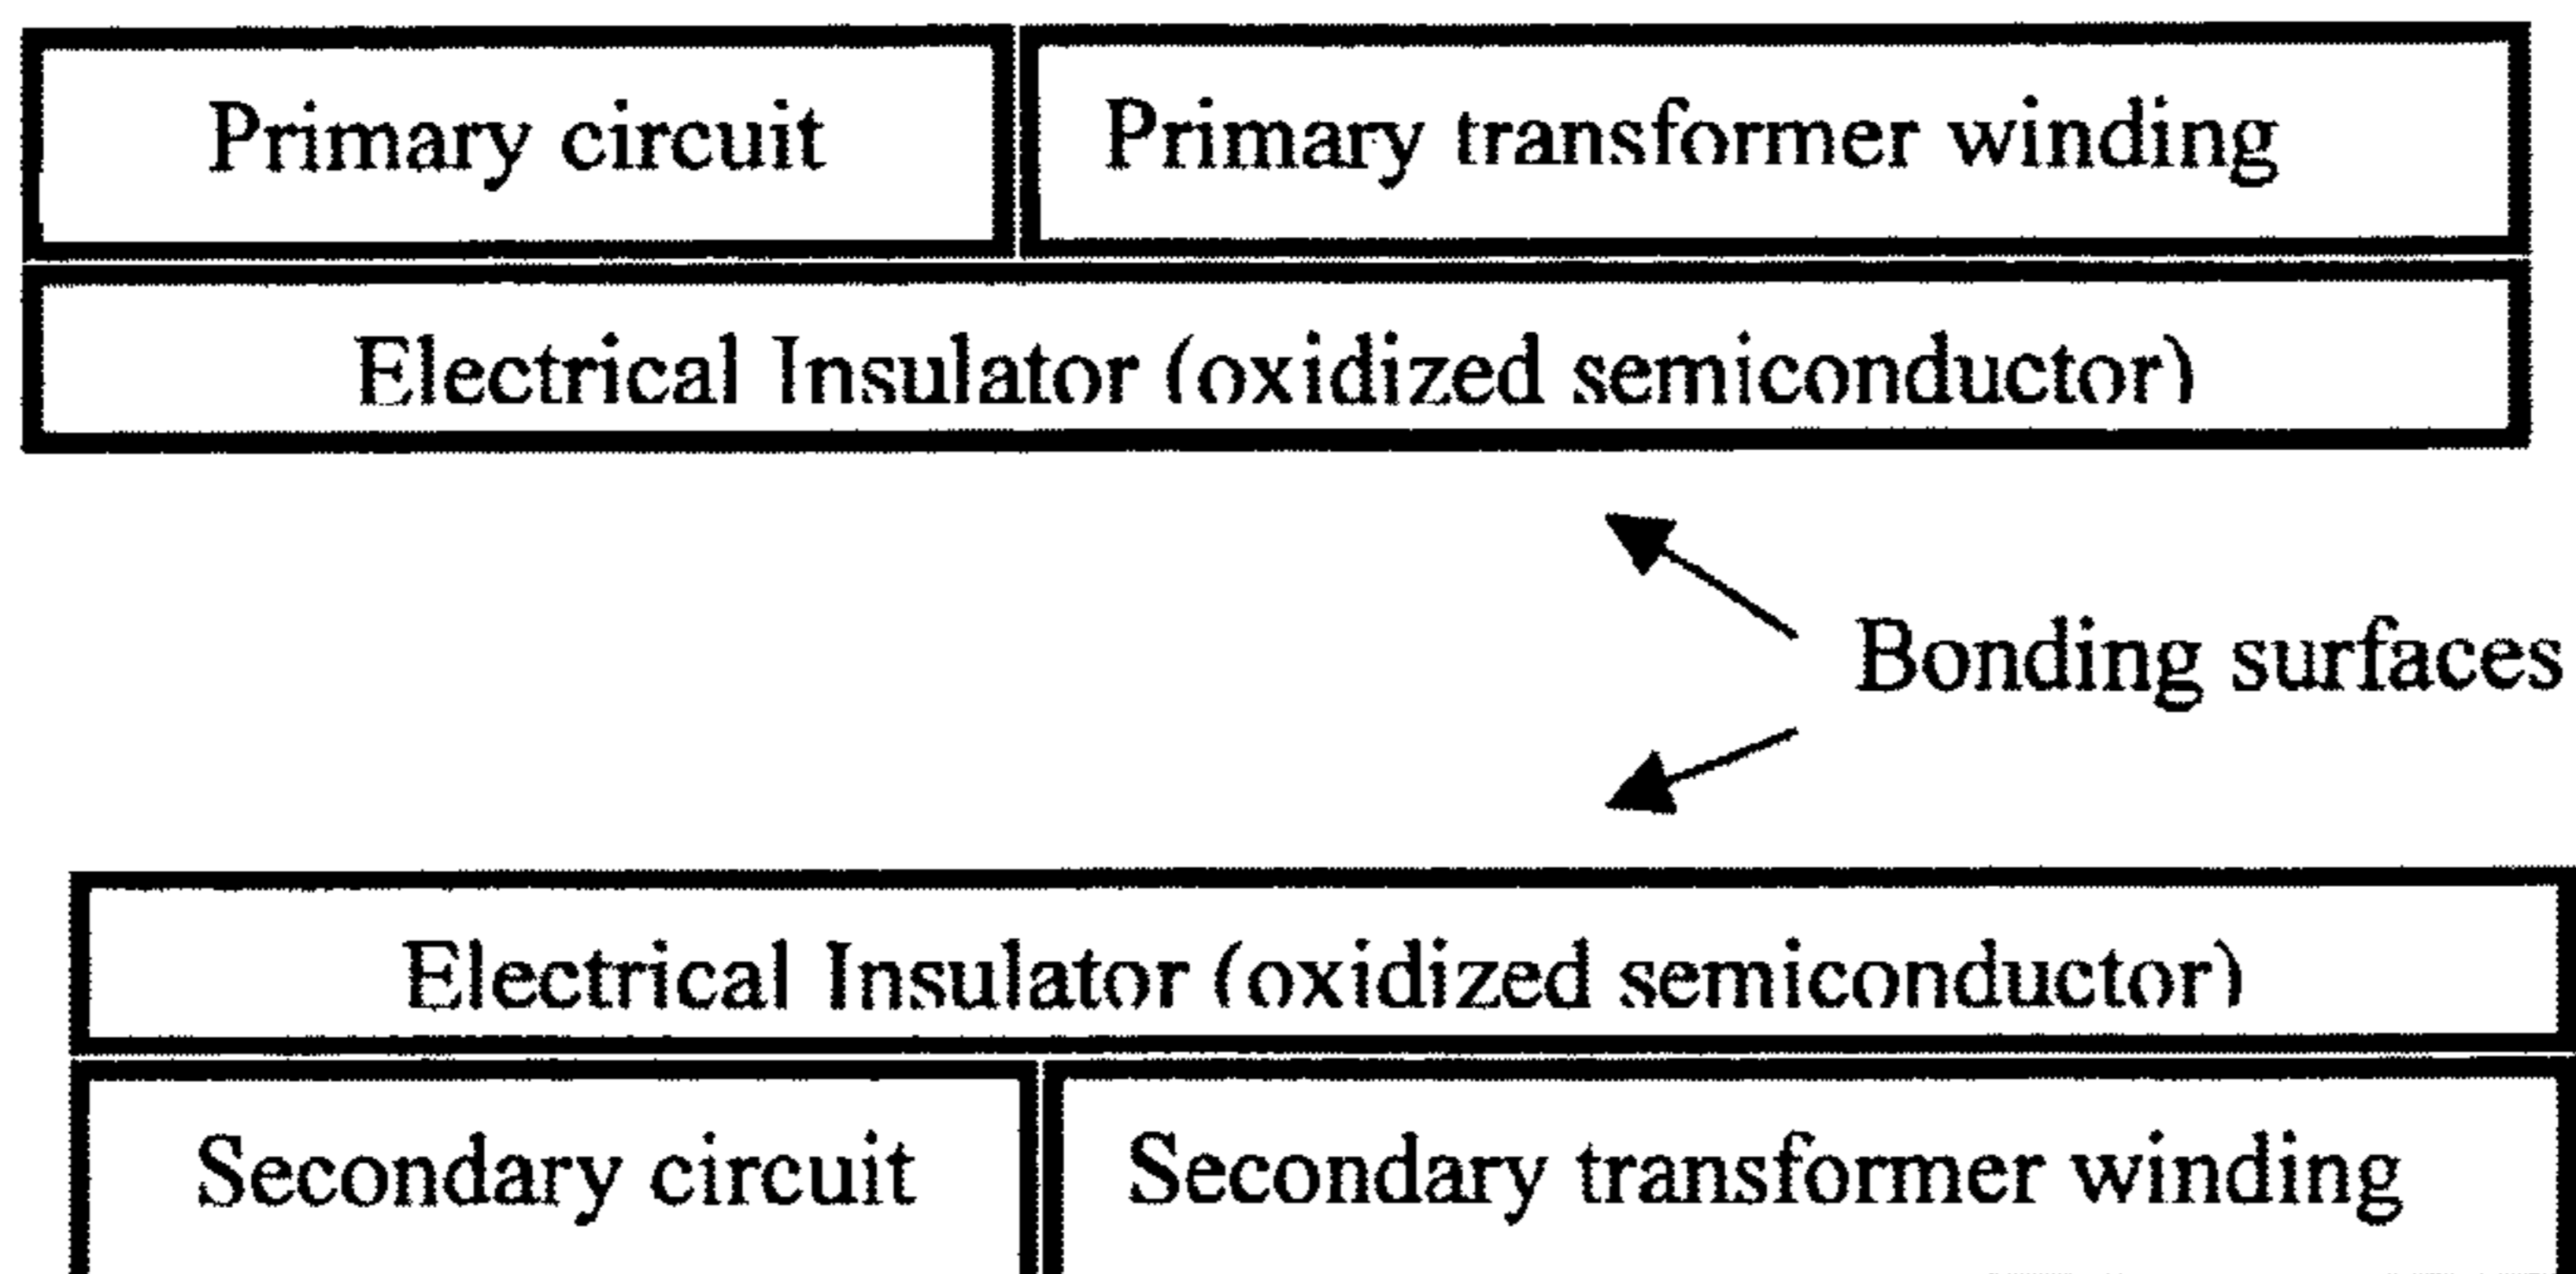 Primary circuit
Primary transformer winding
Electrical Insulator (oxidized semiconductor)
Bonding surfaces
Electrical Insulator (oxidized semiconductor)
Secondary circuit
Secondary transformer winding